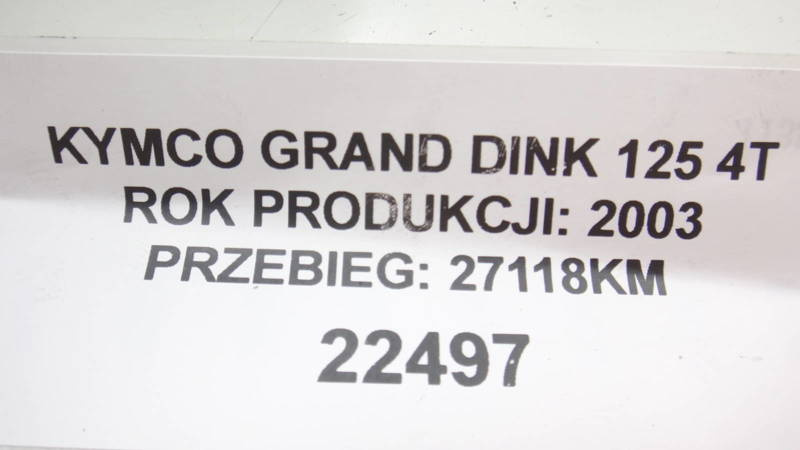 KYMCO GRAND DINK 125 4T
ROK PRODUKCJI: 2003
PRZEBIEG: 27118KM
22497